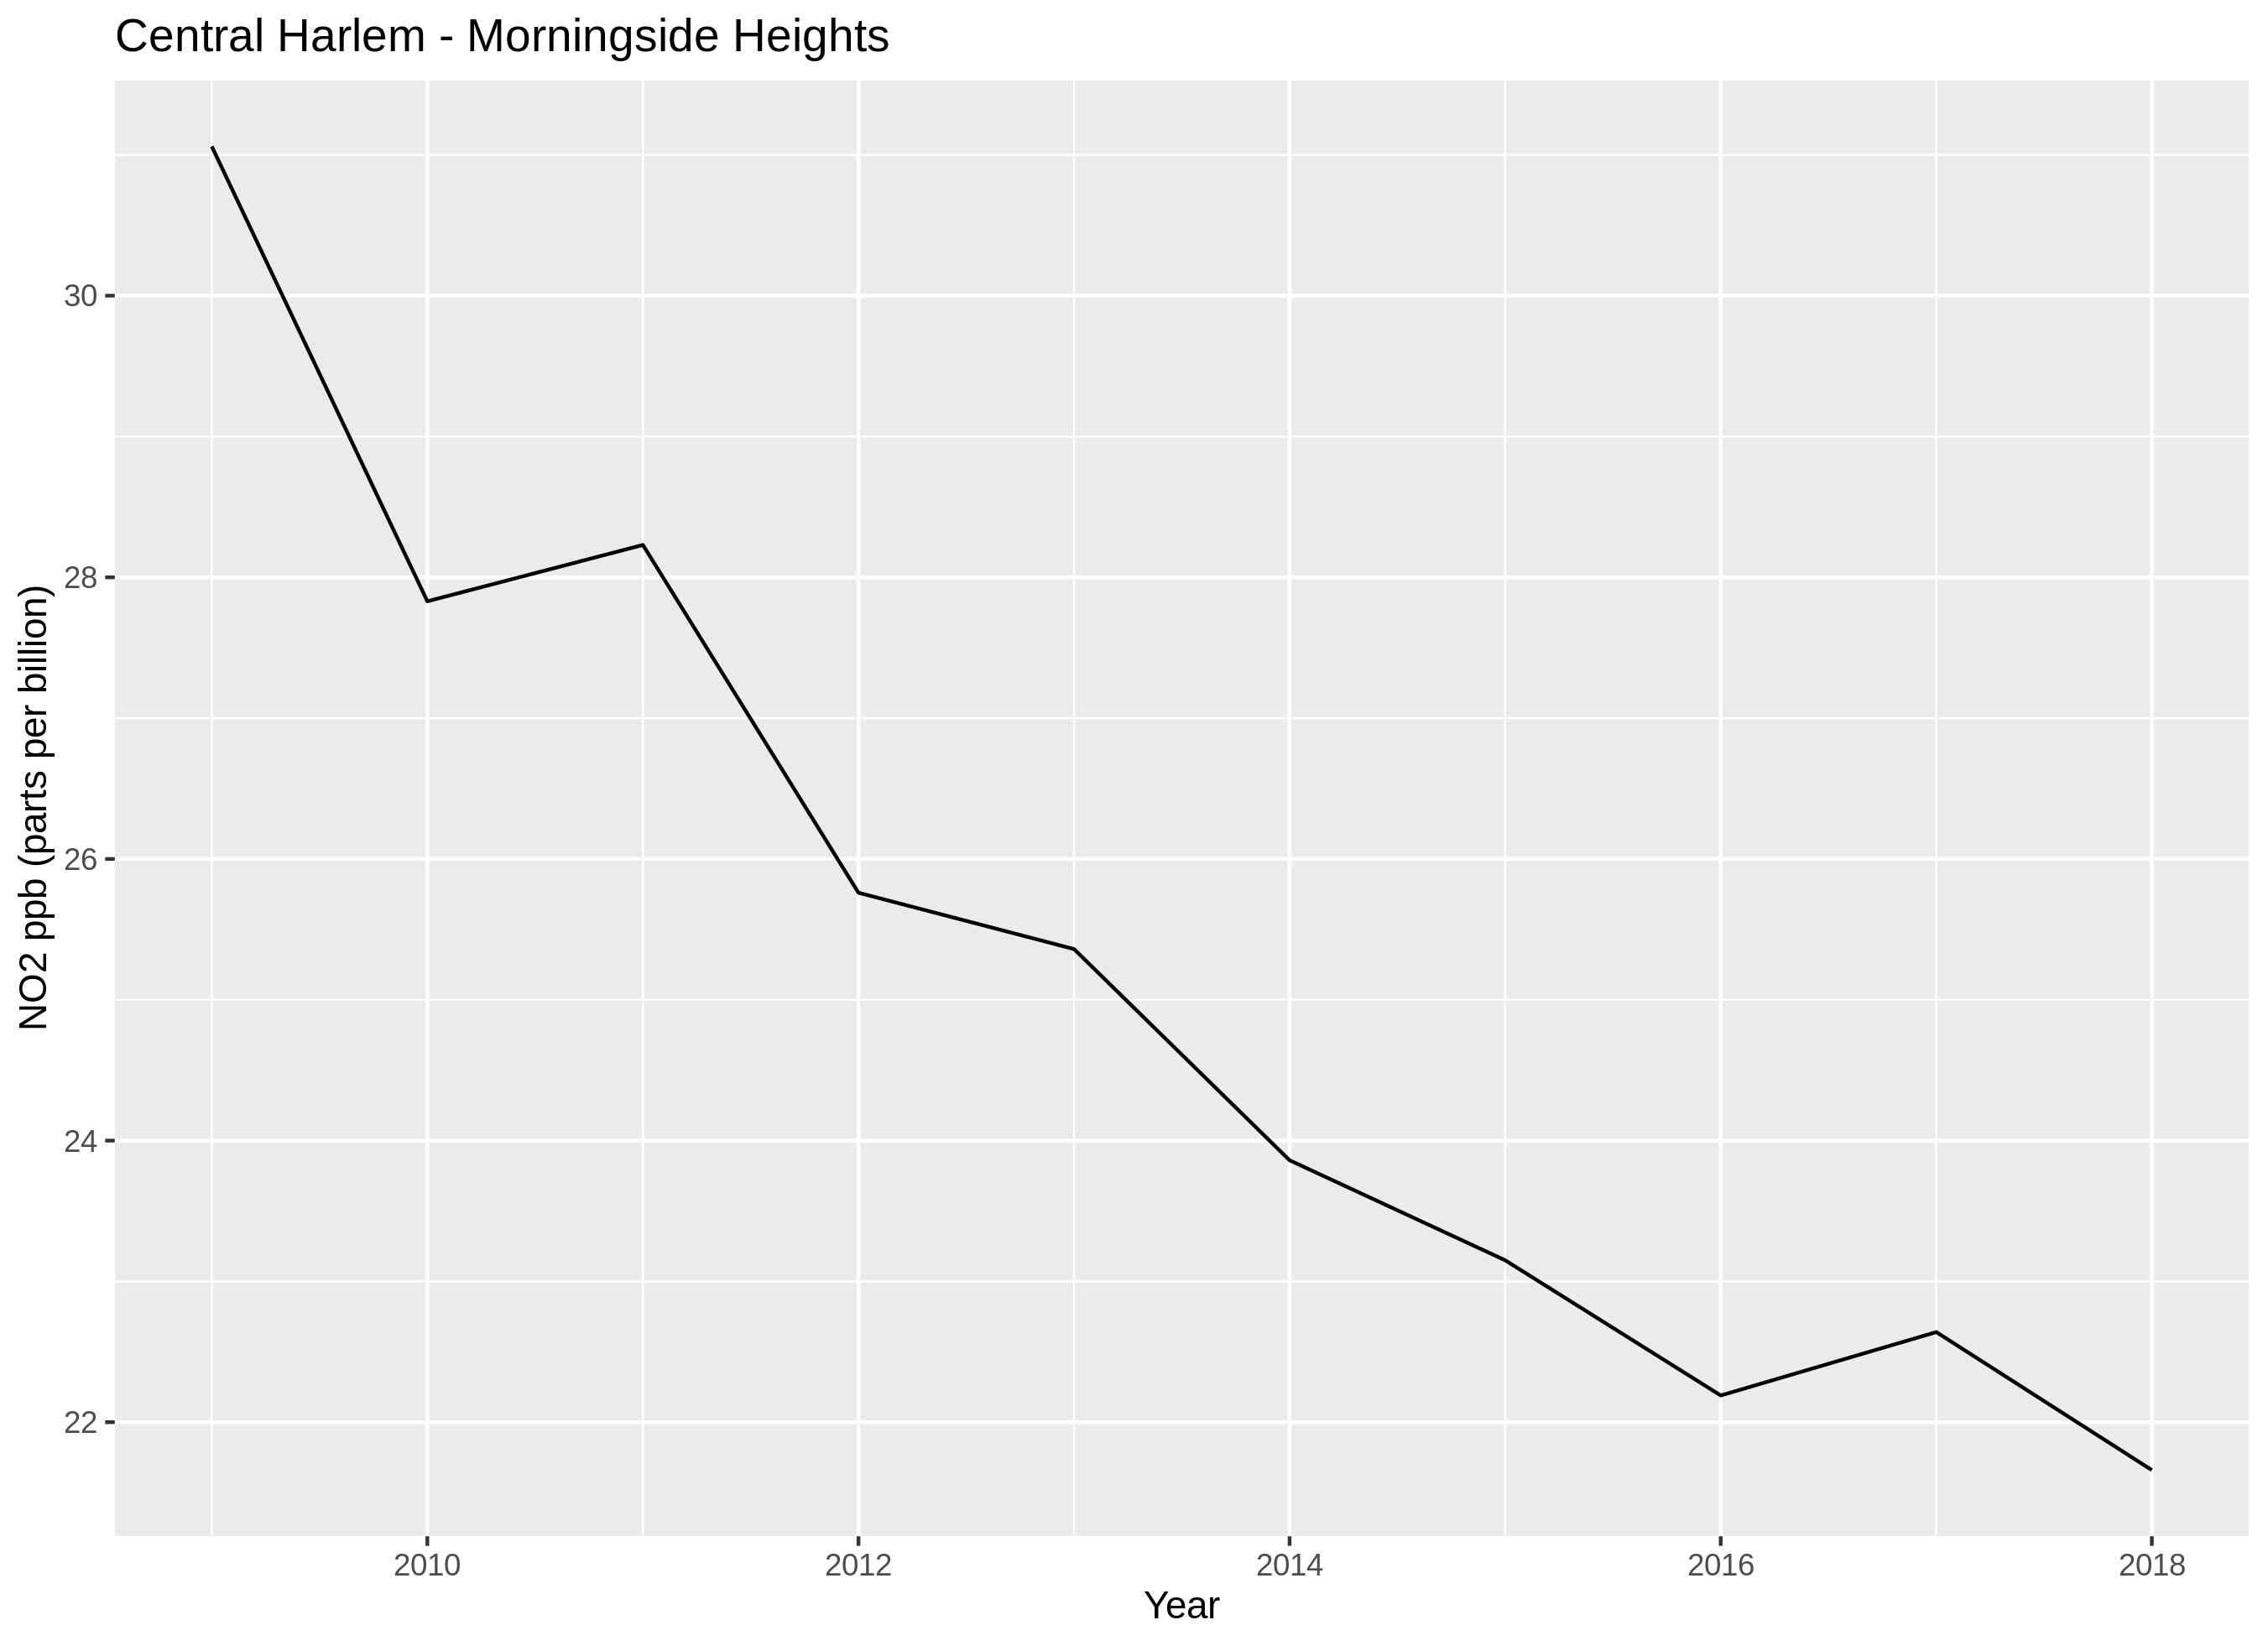 Central Harlem - Morningside Heights
NO2 ppb (parts per billion)
30
28
26
24
22
2010 2012 2014 2016 2018
Year